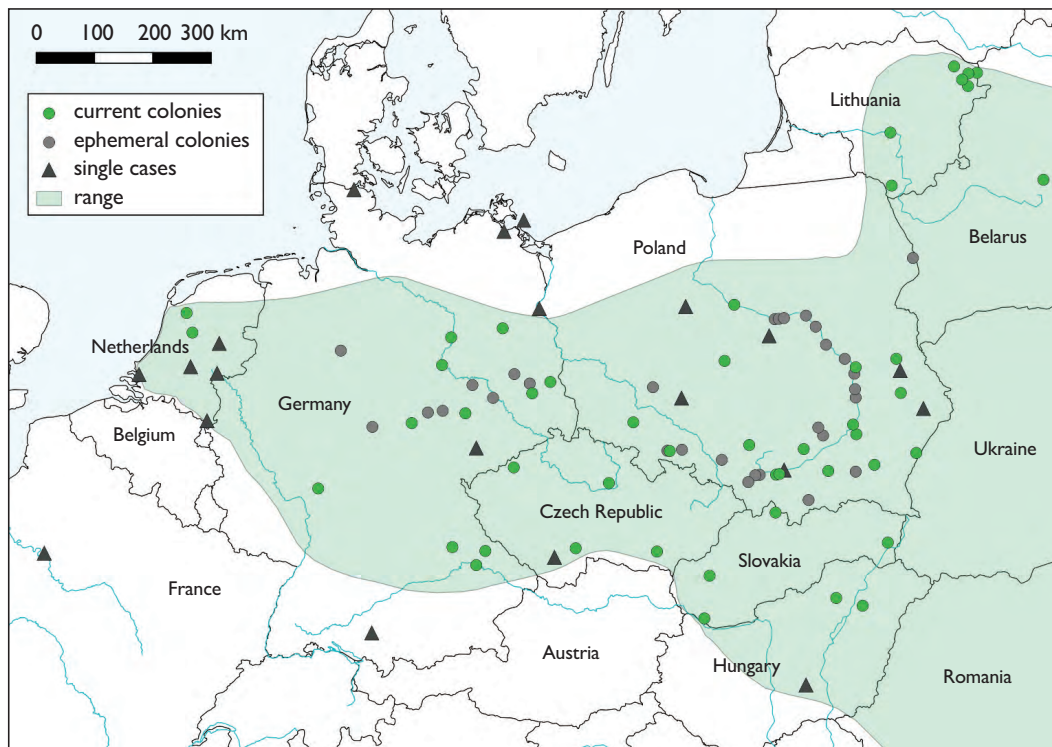 0 100 200 300 km
current colonies
ephemeral colonies
single cases
range
Lithuania
Belarus
Poland
Netherlands
Germany
Belgium
Ukraine
Czech Republic
Slovakia
France
Austria
Hungary
Romania